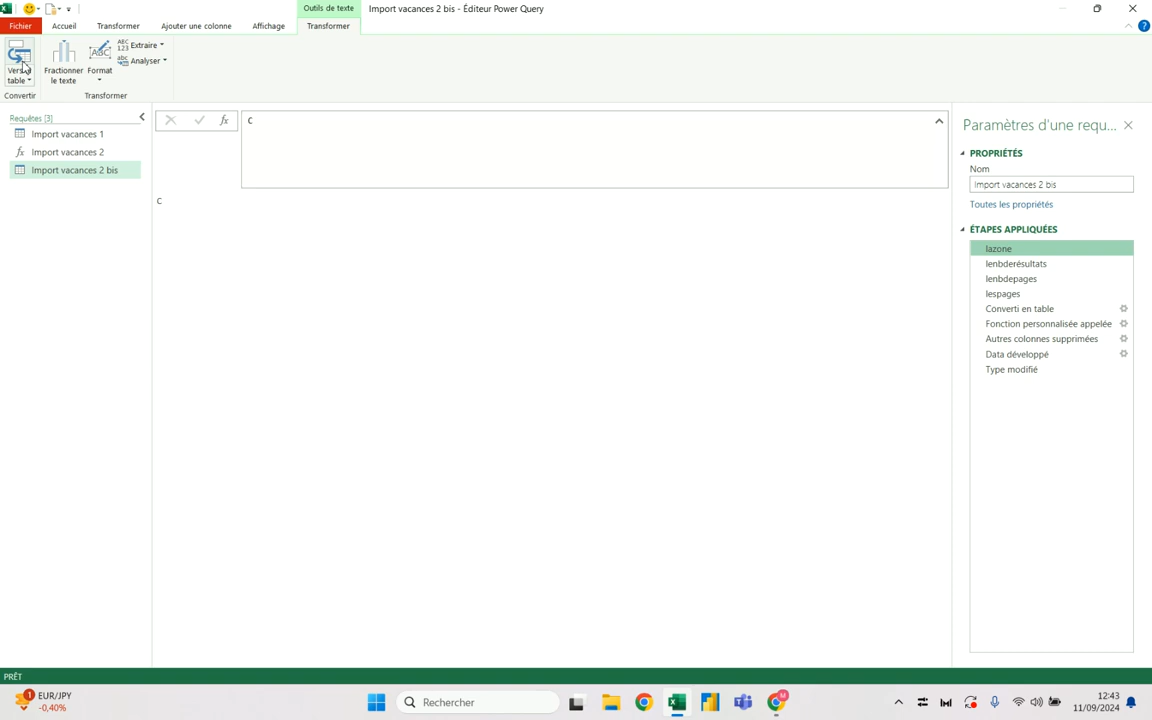 Outils de texte
Import vacances 2 bis - Éditeur Power Query
Fichier Accueil Transformer Ajouter une colonne Affichage Transformer
Vers la table
Fractionner le texte
Format
Extraire
Analyser
Convertir
Transformer
Requêtes [3]
Import vacances 1
fx Import vacances 2
Import vacances 2 bis
fx
C
C
Paramètres d'une requ...
PROPRIÉTÉS
Nom
Import vacances 2 bis
Toutes les propriétés
ÉTAPES APPLIQUÉES
lazone
lenbderésultats
lenbdepages
lespages
Converti en table
Fonction personnalisée appelée
Autres colonnes supprimées
Data développé
Type modifié
PRÊT
1 EUR/JPY
-0,40%
Rechercher
12:43
11/09/2024